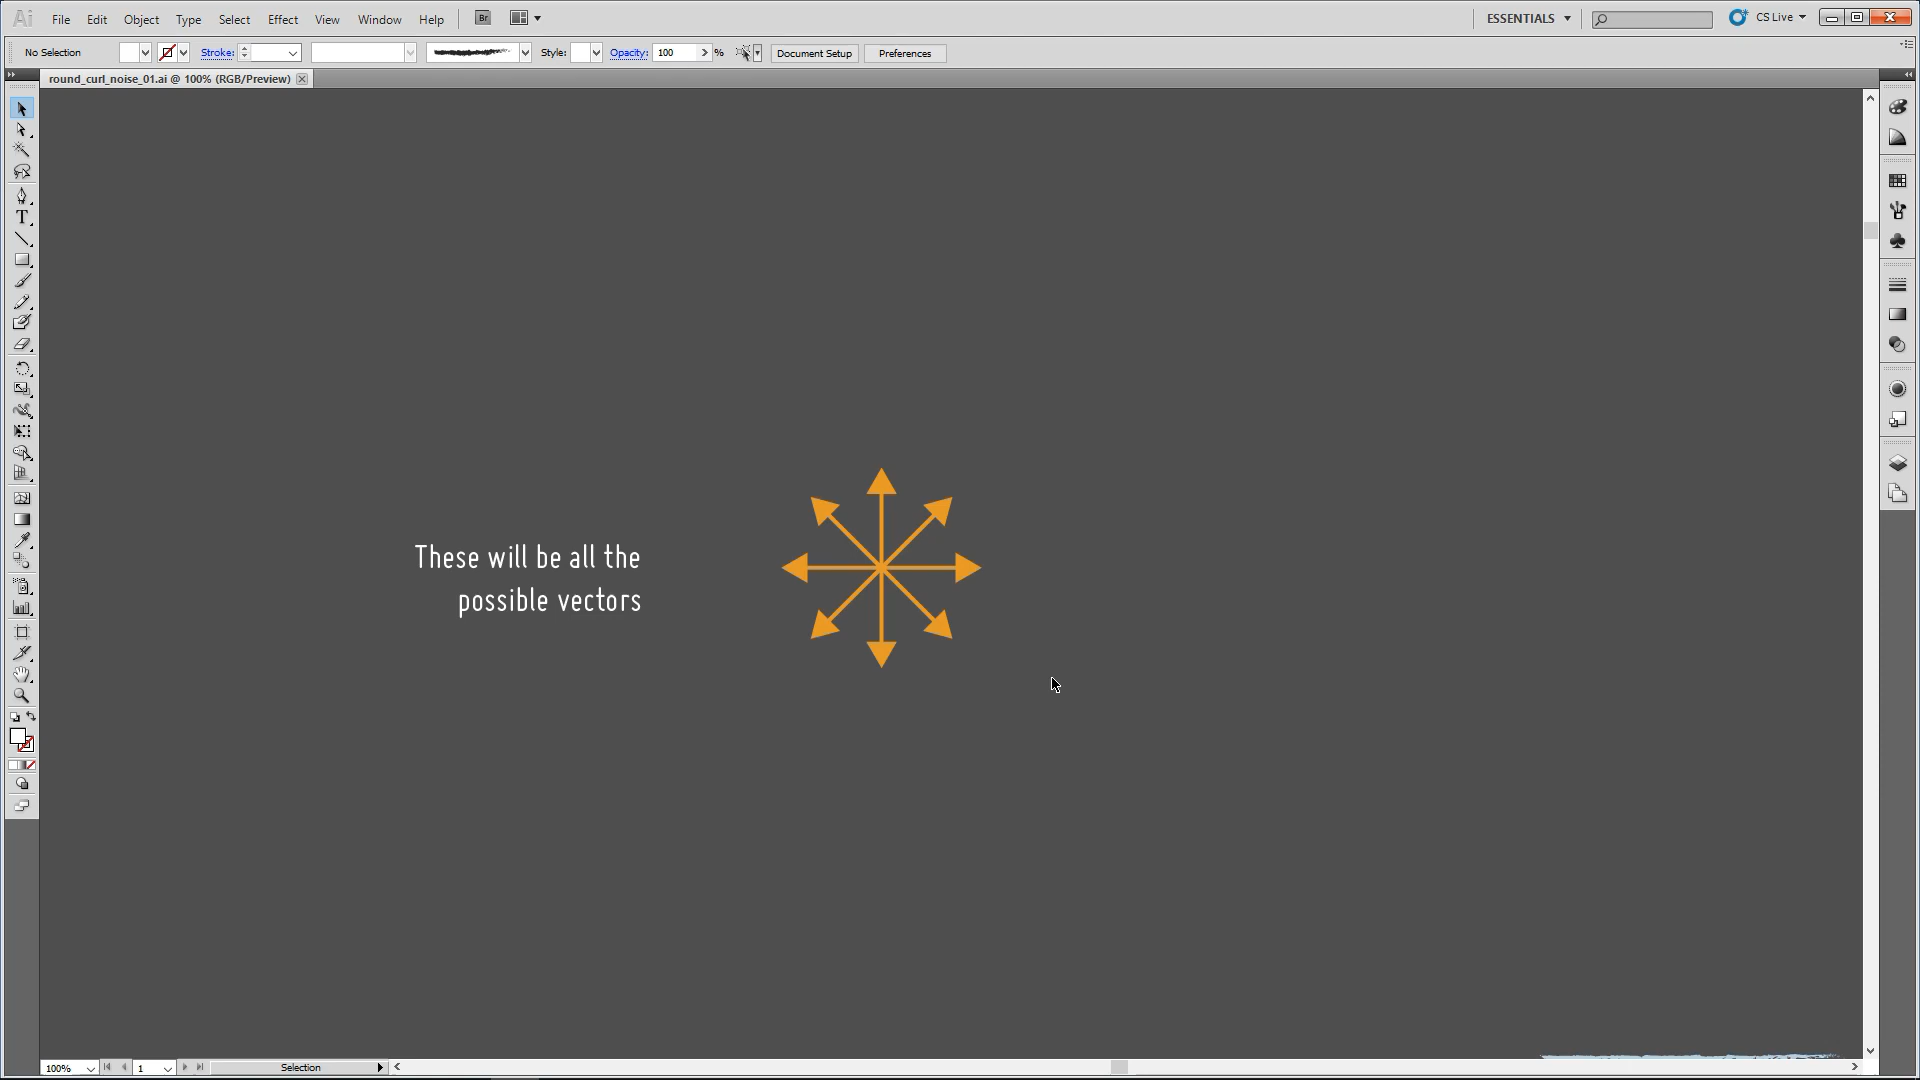 Ai File Edit Object Type Select Effect View Window Help Br ESSENTIALS CS Live
No Selection Stroke: Style: Opacity: 100 % Document Setup Preferences
round_curl_noise_01.ai @ 100% (RGB/Preview)
T
These will be all the
possible vectors
100% 1 Selection